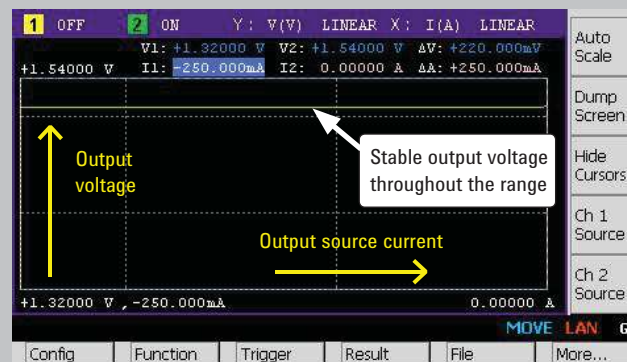 1 OFF 2 ON Y: V(V) LINEAR X: I(A) LINEAR
V1: +1.32000 V V2: +1.54000 V ΔV: +220.000mV
+1.54000 V I1: -250.000mA I2: 0.00000 A ΔA: +250.000mA
Auto
Scale
Dump
Screen
Hide
Cursors
Ch 1
Source
Ch 2
Source
Output
voltage
Stable output voltage
throughout the range
Output source current
+1.32000 V ,-250.000mA 0.00000 A
MOVE LAN G
Config Function Trigger Result File More...